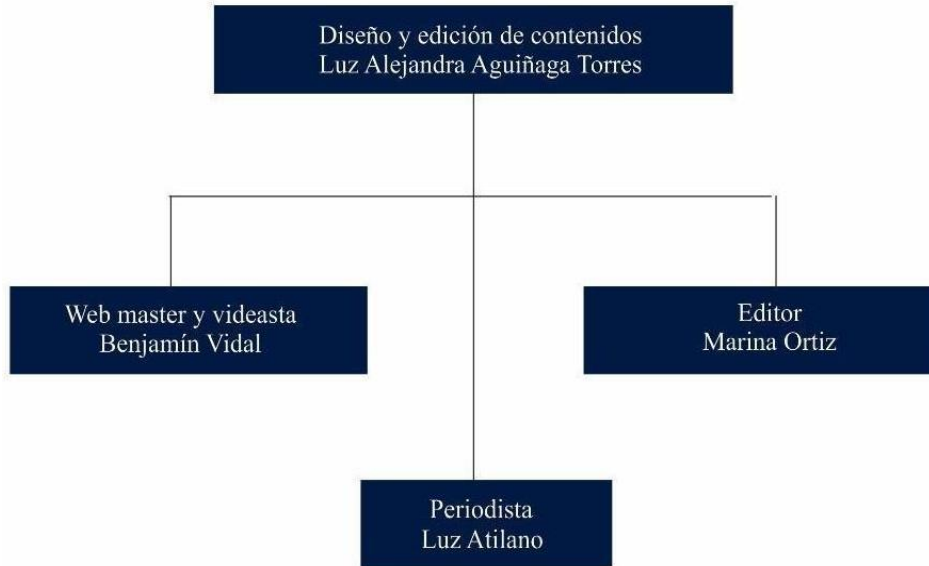 Diseño y edición de contenidos
Luz Alejandra Aguiñaga Torres
Web master y videasta
Benjamín Vidal
Editor
Marina Ortiz
Periodista
Luz Atilano